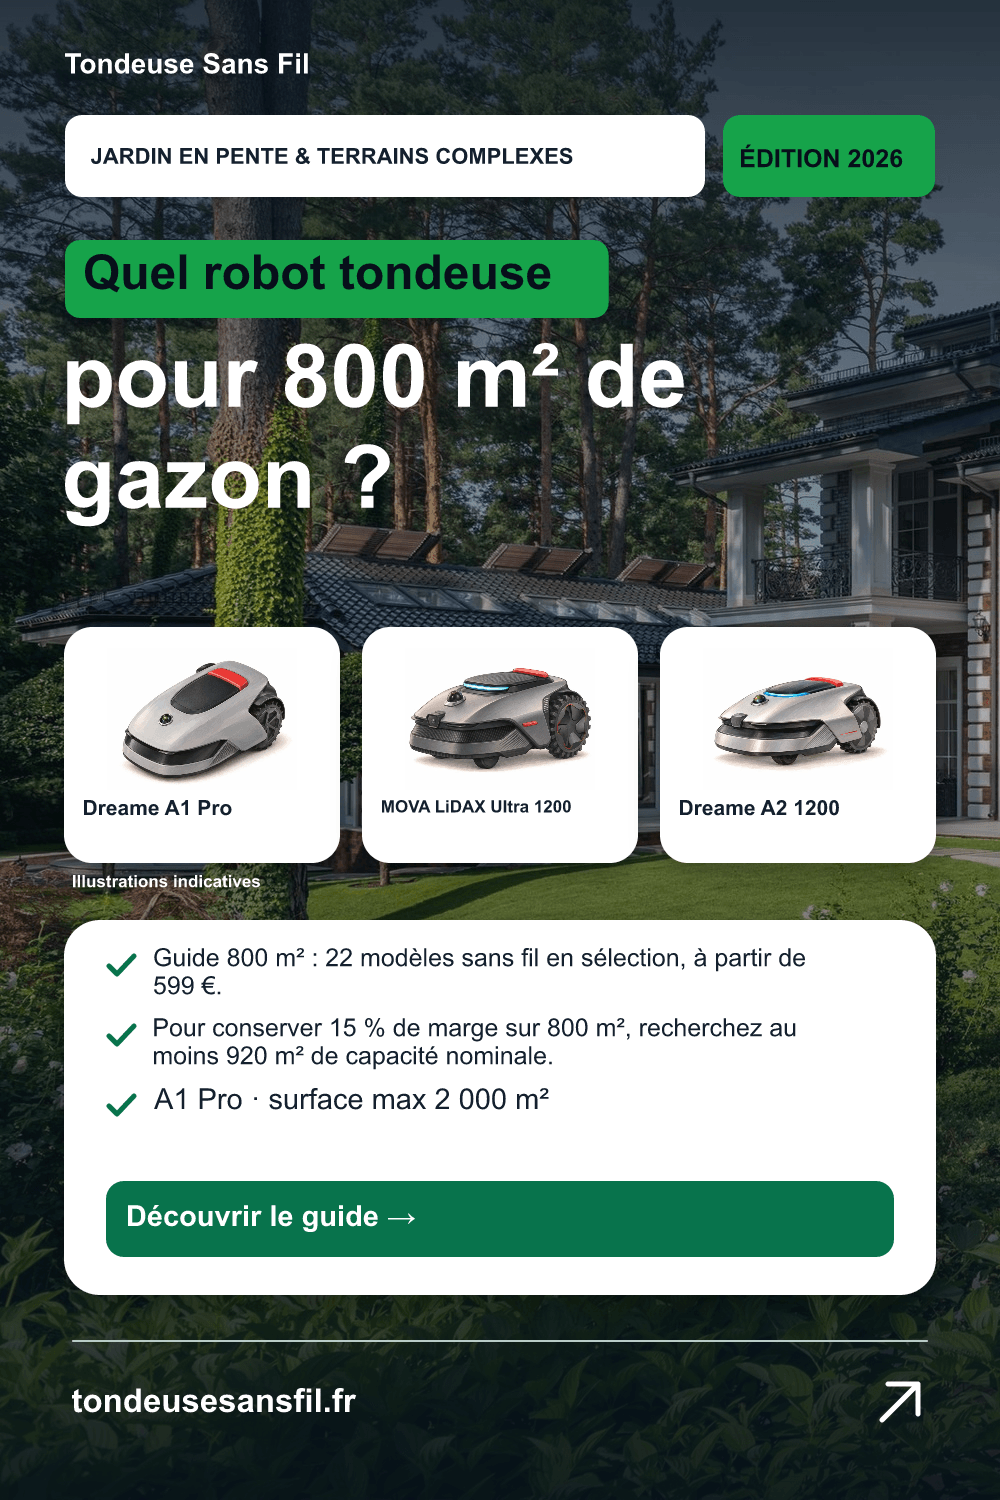 Tondeuse Sans Fil
JARDIN EN PENTE & TERRAINS COMPLEXES
ÉDITION 2026
Quel robot tondeuse
pour 800 m² de
gazon ?
Dreame A1 Pro
MOVA LiDAX Ultra 1200
Dreame A2 1200
Illustrations indicatives
Guide 800 m² : 22 modèles sans fil en sélection, à partir de
599 €.
Pour conserver 15 % de marge sur 800 m², recherchez au
moins 920 m² de capacité nominale.
A1 Pro · surface max 2 000 m²
Découvrir le guide →
tondeusesansfil.fr